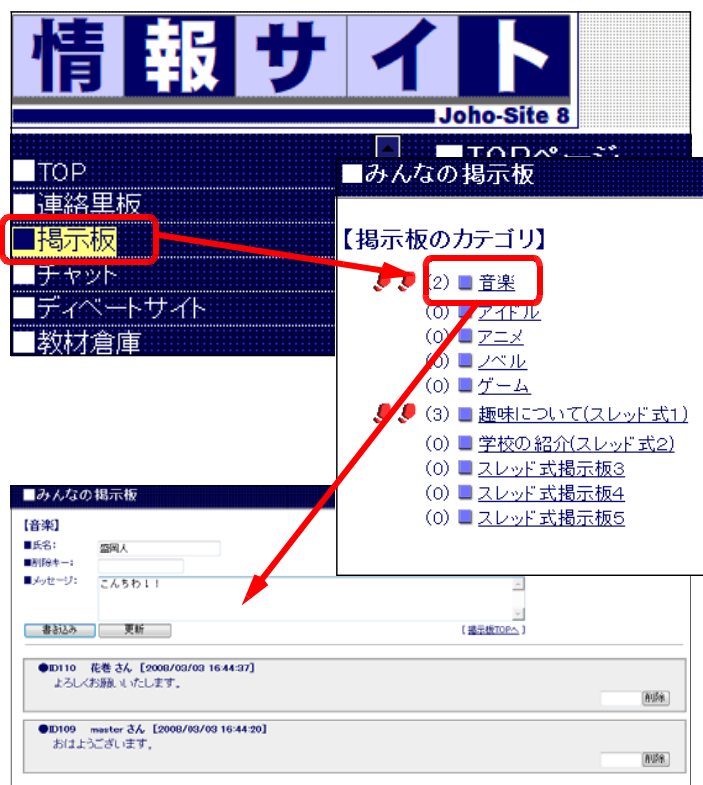 情報サイト
Joho-Site 8
■TOP
■連絡黒板
■掲示板
■チャット
■ディベートサイト
■教材倉庫
■TOPページ
■みんなの掲示板
【掲示板のカテゴリ】
(2) ■ 音楽
(0) ■ アイドル
(0) ■ アニメ
(0) ■ ノベル
(0) ■ ゲーム
(3) ■ 趣味について(スレッド式1)
(0) ■ 学校の紹介(スレッド式2)
(0) ■ スレッド式掲示板3
(0) ■ スレッド式掲示板4
(0) ■ スレッド式掲示板5
■みんなの掲示板
【音楽】
■氏名: 盛岡人
■削除キー:
■メッセージ: こんちわ!!
書き込み 更新 [ 掲示板TOPへ ]
●ID110 花巻 さん [2008/03/03 16:44:37]
よろしくお願いいたします。
削除
●ID109 master さん [2008/03/03 16:44:20]
おはようございます。
削除